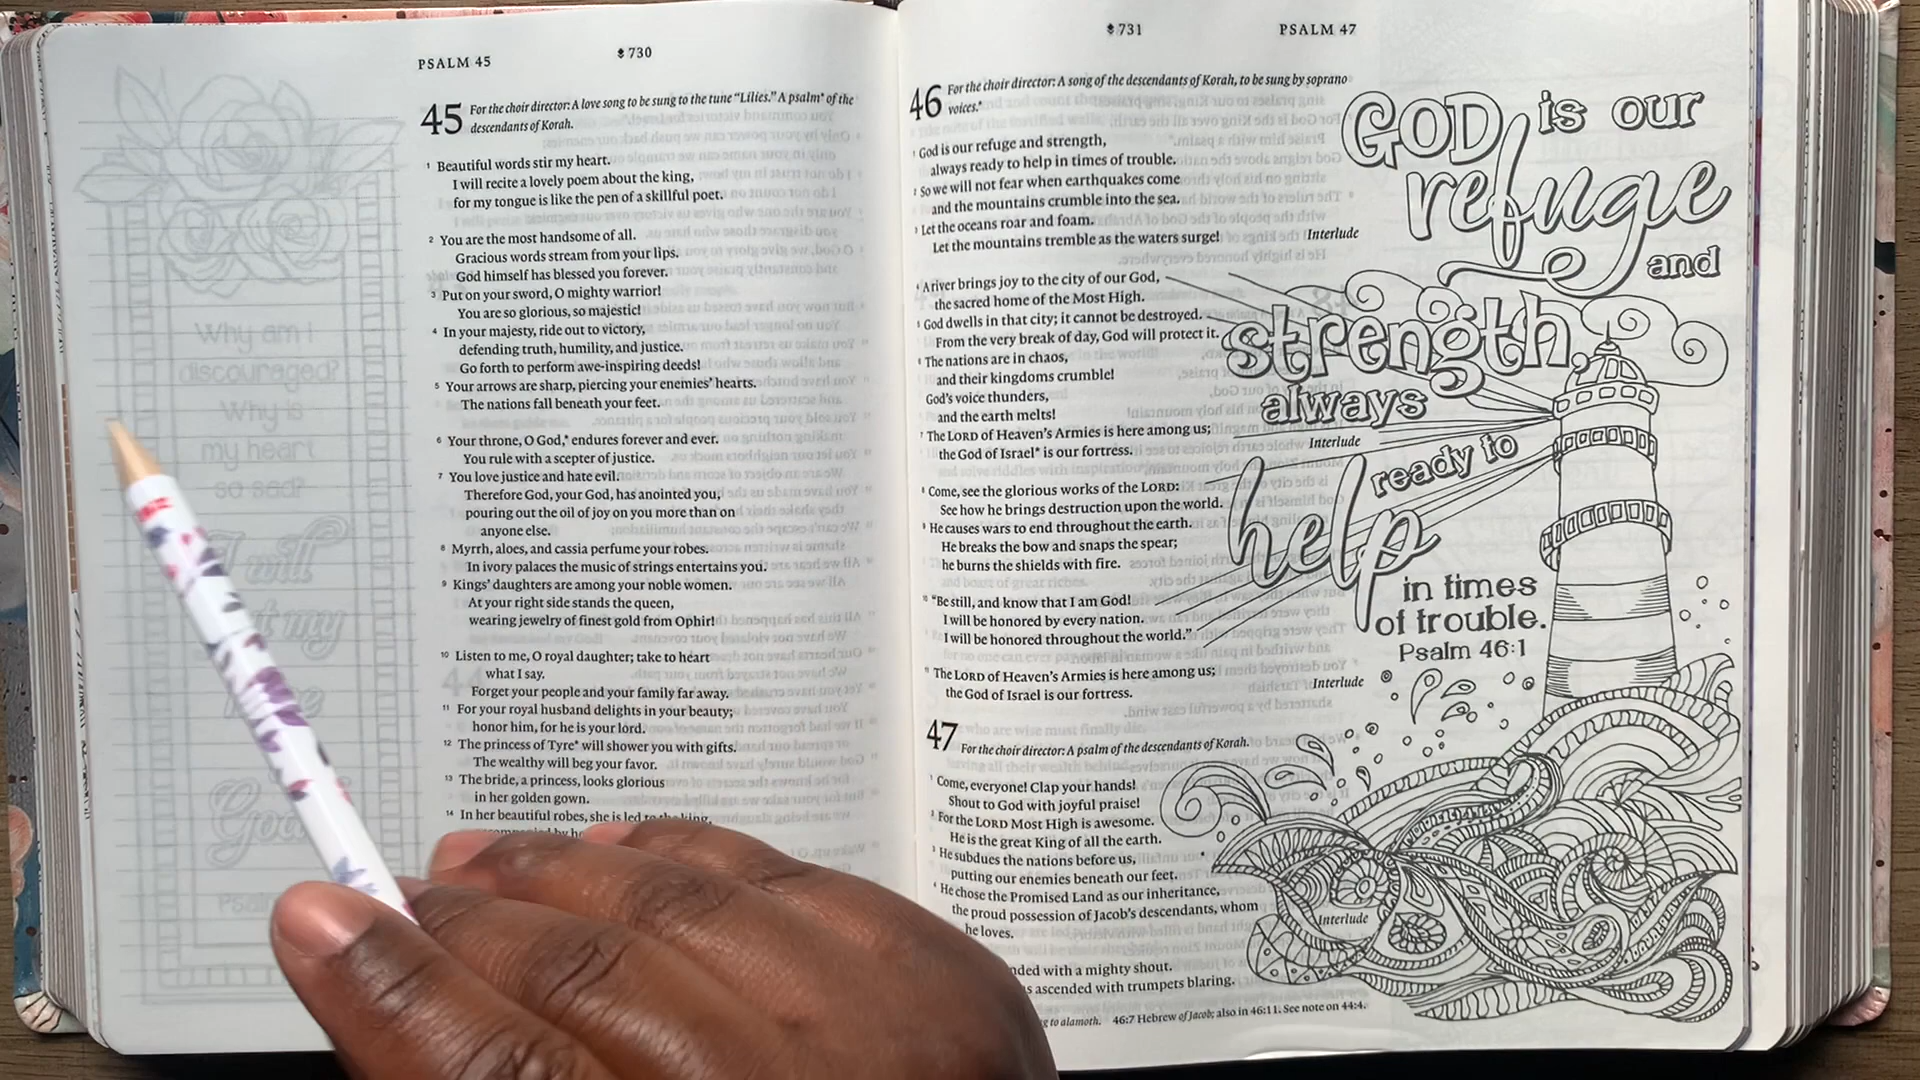 PSALM 45
730
45 For the choir director: A love song to be sung to the tune “Lilies.” A psalm* of the
descendants of Korah.
1 Beautiful words stir my heart.
I will recite a lovely poem about the king,
for my tongue is like the pen of a skillful poet.
2 You are the most handsome of all.
Gracious words stream from your lips.
God himself has blessed you forever.
3 Put on your sword, O mighty warrior!
You are so glorious, so majestic!
4 In your majesty, ride out to victory,
defending truth, humility, and justice.
Go forth to perform awe-inspiring deeds!
5 Your arrows are sharp, piercing your enemies’ hearts.
The nations fall beneath your feet.
6 Your throne, O God,* endures forever and ever.
You rule with a scepter of justice.
7 You love justice and hate evil.
Therefore God, your God, has anointed you,
pouring out the oil of joy on you more than on
anyone else.
8 Myrrh, aloes, and cassia perfume your robes.
In ivory palaces the music of strings entertains you.
9 Kings’ daughters are among your noble women.
At your right side stands the queen,
wearing jewelry of finest gold from Ophir!
10 Listen to me, O royal daughter; take to heart
what I say.
Forget your people and your family far away.
11 For your royal husband delights in your beauty;
honor him, for he is your lord.
12 The princess of Tyre* will shower you with gifts.
The wealthy will beg your favor.
13 The bride, a princess, looks glorious
in her golden gown.
14 In her beautiful robes, she is led to the king,
Why am I
discouraged?
Why is
my heart
so sad?
I will
my
God
731
PSALM 47
46 For the choir director: A song of the descendants of Korah, to be sung by soprano
voices.*
1 God is our refuge and strength,
always ready to help in times of trouble.
2 So we will not fear when earthquakes come
and the mountains crumble into the sea.
3 Let the oceans roar and foam.
Let the mountains tremble as the waters surge! Interlude
4 A river brings joy to the city of our God,
the sacred home of the Most High.
5 God dwells in that city; it cannot be destroyed.
From the very break of day, God will protect it.
6 The nations are in chaos,
and their kingdoms crumble!
God’s voice thunders,
and the earth melts!
7 The LORD of Heaven’s Armies is here among us;
the God of Israel* is our fortress. Interlude
8 Come, see the glorious works of the LORD:
See how he brings destruction upon the world.
9 He causes wars to end throughout the earth.
He breaks the bow and snaps the spear;
he burns the shields with fire.
10 “Be still, and know that I am God!
I will be honored by every nation.
I will be honored throughout the world.”
11 The LORD of Heaven’s Armies is here among us;
the God of Israel is our fortress. Interlude
47 For the choir director: A psalm of the descendants of Korah.
1 Come, everyone! Clap your hands!
Shout to God with joyful praise!
2 For the LORD Most High is awesome.
He is the great King of all the earth.
3 He subdues the nations before us,
putting our enemies beneath our feet.
4 He chose the Promised Land as our inheritance,
the proud possession of Jacob’s descendants, whom
he loves. Interlude
with a mighty shout.
ascended with trumpets blaring.
to alamoth. 46:7 Hebrew of Jacob; also in 46:11. See note on 44:4.
GOD is our
refuge
and
strength,
always
ready to
help
in times
of trouble.
Psalm 46:1